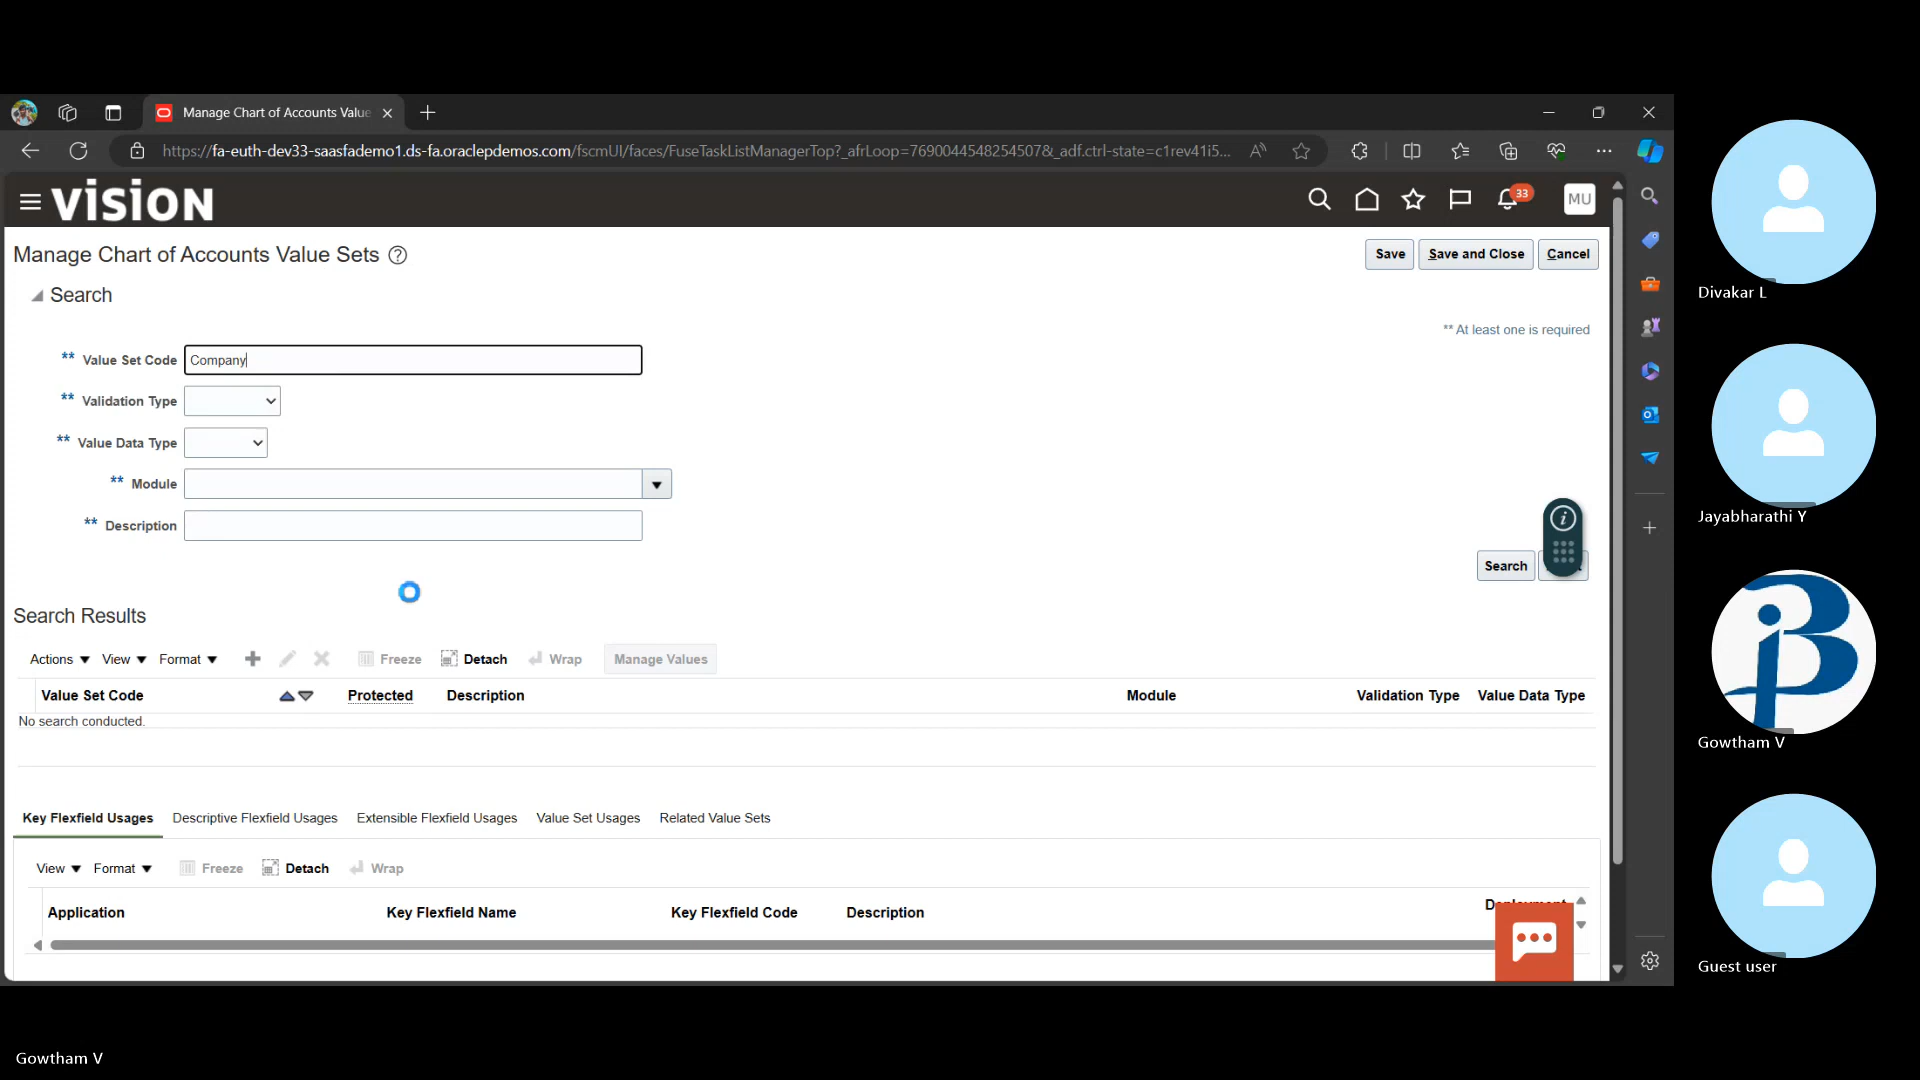 Manage Chart of Accounts Value
https://fa-euth-dev33-saasfademo1.ds-fa.oraclepdemos.com/fscmUI/faces/FuseTaskListManagerTop?_afrLoop=7690044548254507&_adf.ctrl-state=c1rev41i5...
VISION
33
MU
Manage Chart of Accounts Value Sets
Save
Save and Close
Cancel
Search
** At least one is required
** Value Set Code Company
** Validation Type
** Value Data Type
** Module
** Description
Search
Search Results
Actions View Format Freeze Detach Wrap Manage Values
Value Set Code Protected Description Module Validation Type Value Data Type
No search conducted.
Key Flexfield Usages Descriptive Flexfield Usages Extensible Flexfield Usages Value Set Usages Related Value Sets
View Format Freeze Detach Wrap
Application Key Flexfield Name Key Flexfield Code Description
Divakar L
Jayabharathi Y
Gowtham V
Guest user
Gowtham V